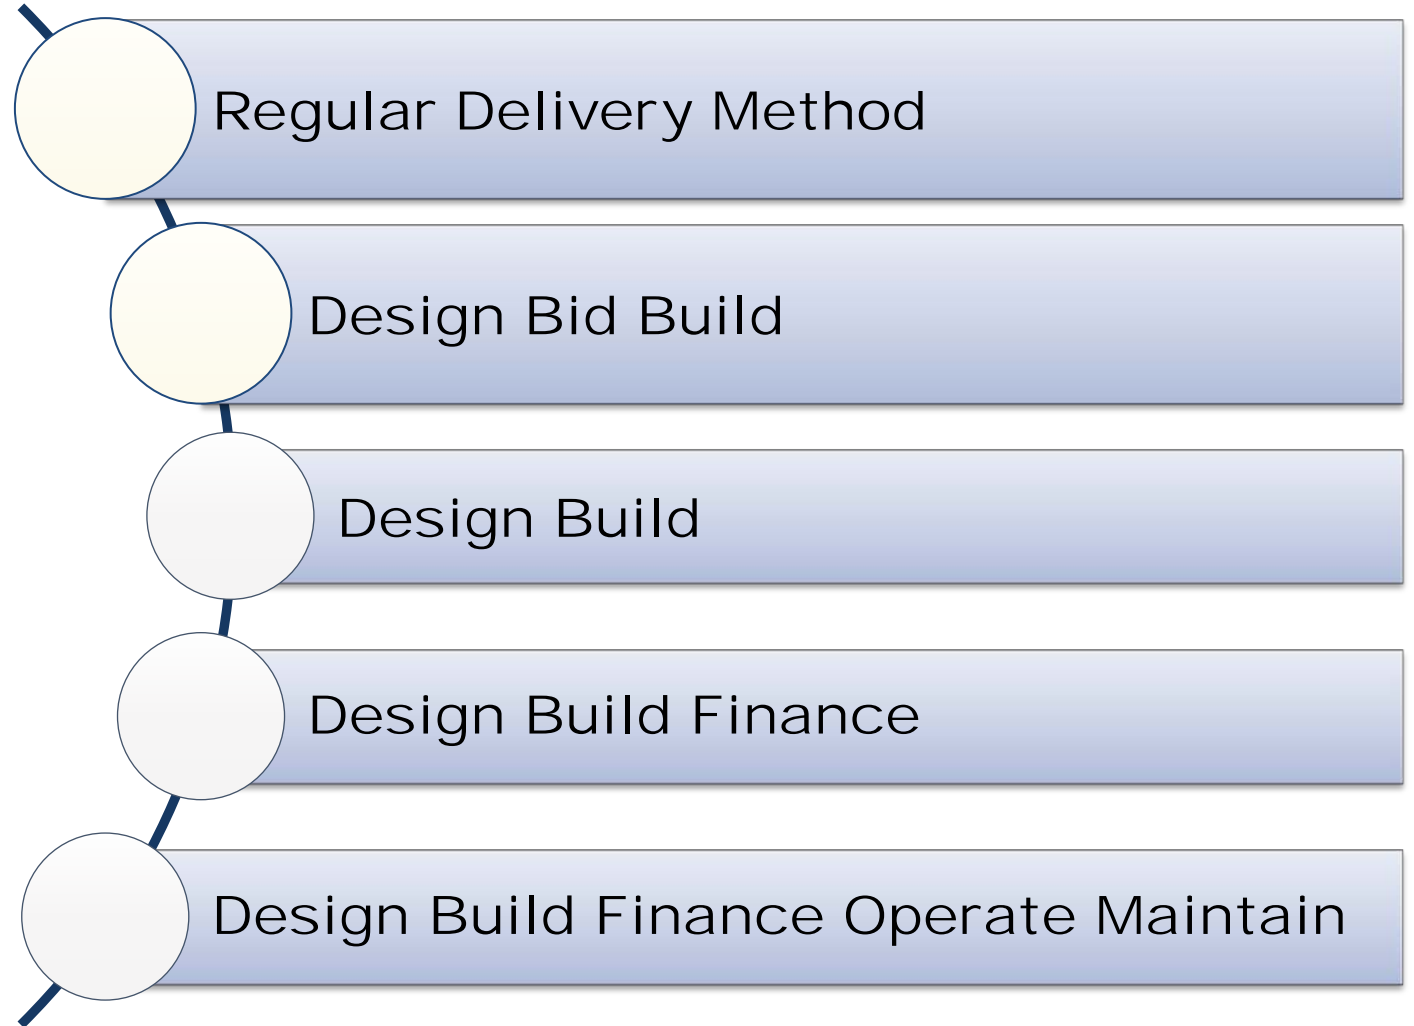 Regular Delivery Method
Design Bid Build
Design Build
Design Build Finance
Design Build Finance Operate Maintain